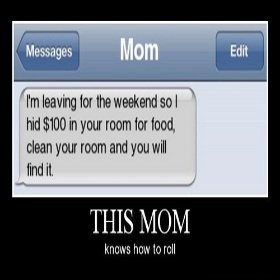 Messages Mom Edit
I'm leaving for the weekend so I
hid $100 in your room for food,
clean your room and you will
find it.
THIS MOM
knows how to roll